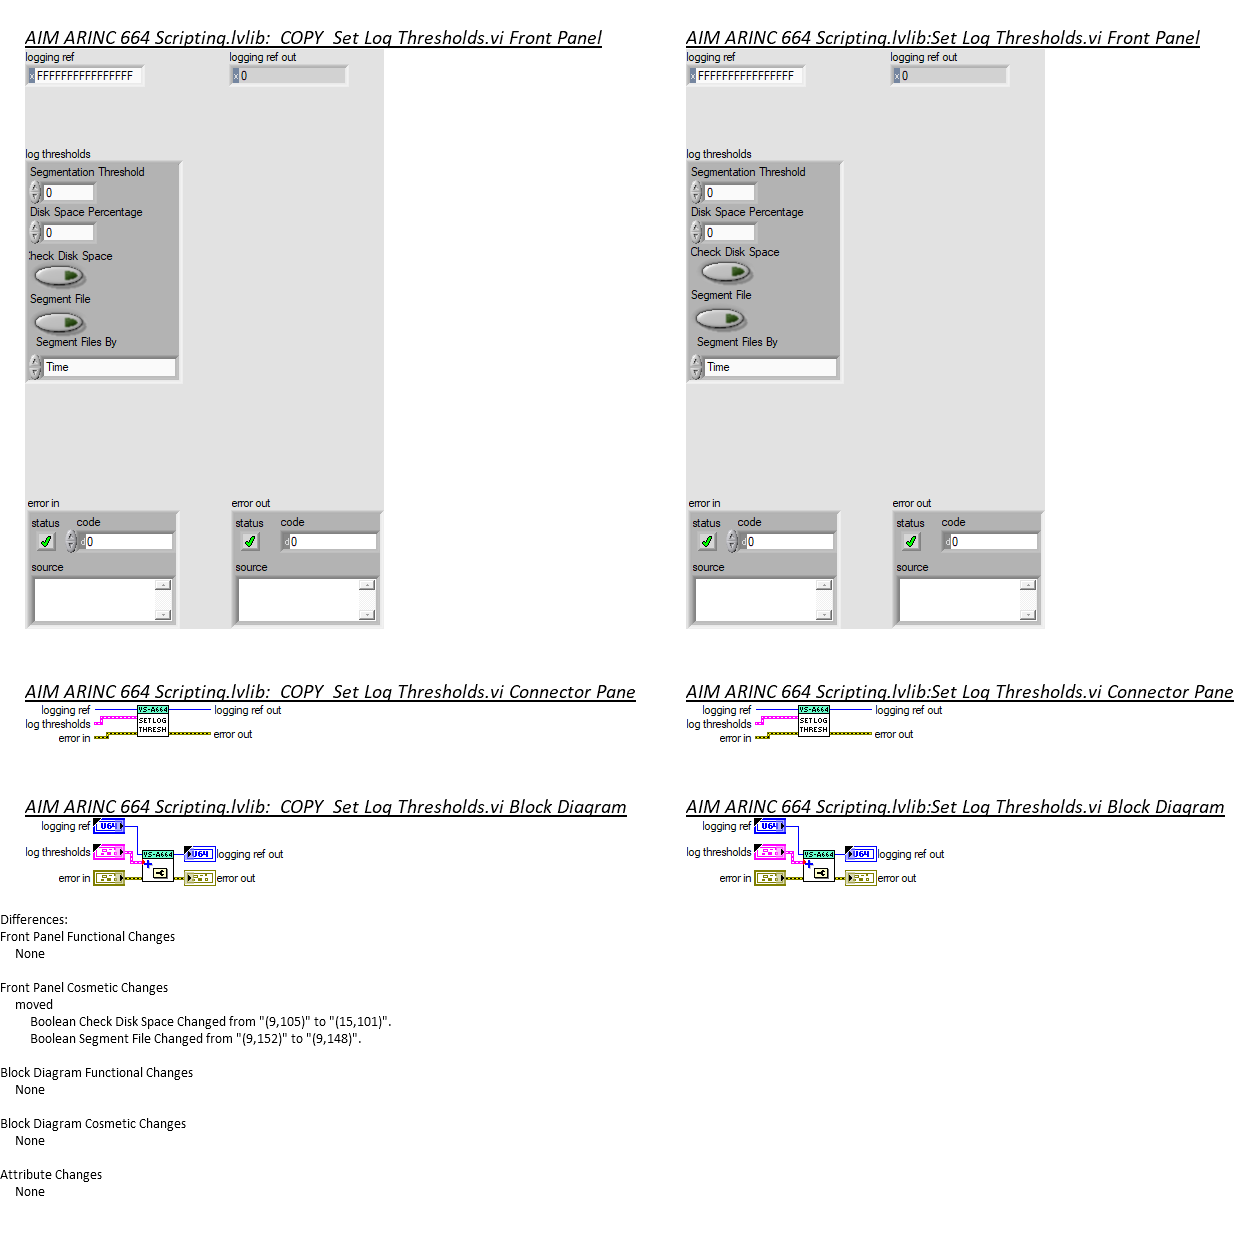 AIM ARINC 664 Scripting.lvlib:_COPY_Set Log Thresholds.vi Front Panel
logging ref
logging ref out
x FFFFFFFFFFFFFFFF
x 0
log thresholds
Segmentation Threshold
0
Disk Space Percentage
0
heck Disk Space
Segment File
Segment Files By
Time
error in
error out
status code
status code
d 0
d 0
source
source
AIM ARINC 664 Scripting.lvlib:Set Log Thresholds.vi Front Panel
logging ref
logging ref out
x FFFFFFFFFFFFFFFF
x 0
log thresholds
Segmentation Threshold
0
Disk Space Percentage
0
Check Disk Space
Segment File
Segment Files By
Time
error in
error out
status code
status code
d 0
d 0
source
source
AIM ARINC 664 Scripting.lvlib:_COPY_Set Log Thresholds.vi Connector Pane
logging ref
log thresholds
error in
VS-A664
SET LOG
THRESH
logging ref out
error out
AIM ARINC 664 Scripting.lvlib:Set Log Thresholds.vi Connector Pane
logging ref
log thresholds
error in
VS-A664
SET LOG
THRESH
logging ref out
error out
AIM ARINC 664 Scripting.lvlib:_COPY_Set Log Thresholds.vi Block Diagram
logging ref
U64
log thresholds
VS-A664
U64
logging ref out
error in
error out
AIM ARINC 664 Scripting.lvlib:Set Log Thresholds.vi Block Diagram
logging ref
U64
log thresholds
VS-A664
U64
logging ref out
error in
error out
Differences:
Front Panel Functional Changes
None
Front Panel Cosmetic Changes
moved
Boolean Check Disk Space Changed from "(9,105)" to "(15,101)".
Boolean Segment File Changed from "(9,152)" to "(9,148)".
Block Diagram Functional Changes
None
Block Diagram Cosmetic Changes
None
Attribute Changes
None